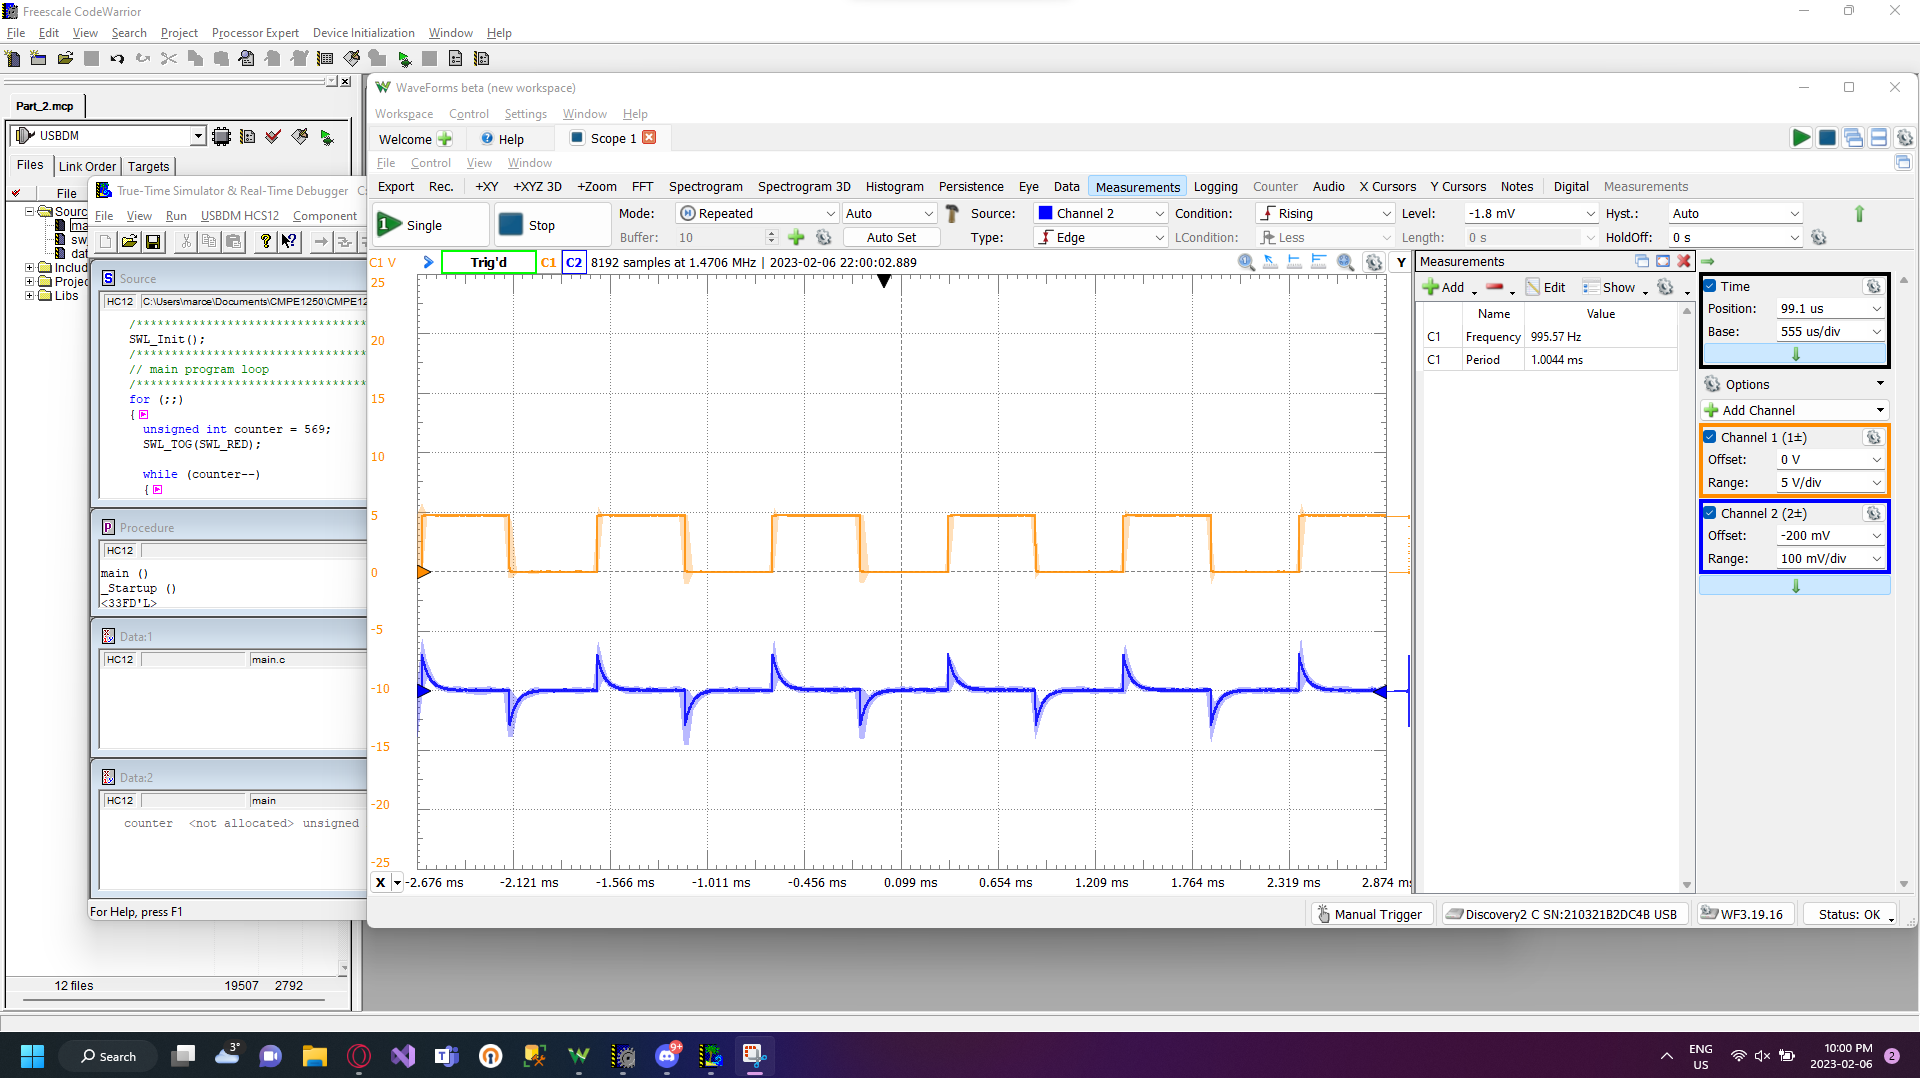 Freescale CodeWarrior
File Edit View Search Project Processor Expert Device Initialization Window Help
Part_2.mcp
USBDM
Files Link Order Targets
File
Sourc
ma
sw
dat
Includ
Projec
Libs
12 files 19507 2792
True-Time Simulator & Real-Time Debugger
File View Run USBDM HCS12 Component
Source
HC12 C:\Users\marce\Documents\CMPE1250\CMPE12
SWL_Init();
// main program loop
for (;;)
{
unsigned int counter = 569;
SWL_TOG(SWL_RED);
while (counter--)
{
Procedure
HC12
main ()
_Startup ()
<33FD'L>
Data:1
HC12 main.c
Data:2
HC12 main
counter <not allocated> unsigned
For Help, press F1
WaveForms beta (new workspace)
Workspace Control Settings Window Help
Welcome Help Scope 1
File Control View Window
Export Rec. +XY +XYZ 3D +Zoom FFT Spectrogram Spectrogram 3D Histogram Persistence Eye Data Measurements Logging Counter Audio X Cursors Y Cursors Notes Digital Measurements
Single Stop Mode: Repeated Auto Source: Channel 2 Condition: Rising Level: -1.8 mV Hyst.: Auto
Buffer: 10 Auto Set Type: Edge LCondition: Less Length: 0 s HoldOff: 0 s
C1 V Trig'd C1 C2 8192 samples at 1.4706 MHz | 2023-02-06 22:00:02.889 Y
25
20
15
10
5
0
-5
-10
-15
-20
-25
X -2.676 ms -2.121 ms -1.566 ms -1.011 ms -0.456 ms 0.099 ms 0.654 ms 1.209 ms 1.764 ms 2.319 ms 2.874 ms
Measurements
Add Edit Show
Name Value
C1 Frequency 995.57 Hz
C1 Period 1.0044 ms
Time
Position: 99.1 us
Base: 555 us/div
Options
Add Channel
Channel 1 (1±)
Offset: 0 V
Range: 5 V/div
Channel 2 (2±)
Offset: -200 mV
Range: 100 mV/div
Manual Trigger Discovery2 C SN:210321B2DC4B USB WF3.19.16 Status: OK
Search 3° 9+ ENG US 10:00 PM 2023-02-06 2